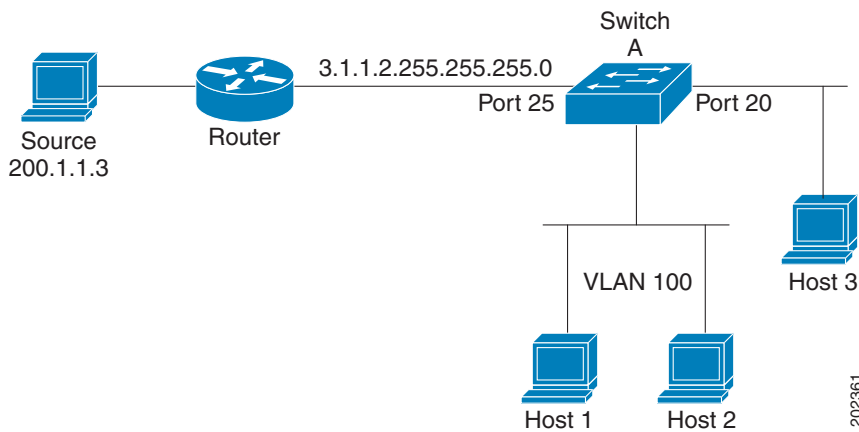 Switch
A
3.1.1.2.255.255.255.0
Port 25
Port 20
Source
200.1.1.3
Router
VLAN 100
Host 3
Host 1
Host 2
202361